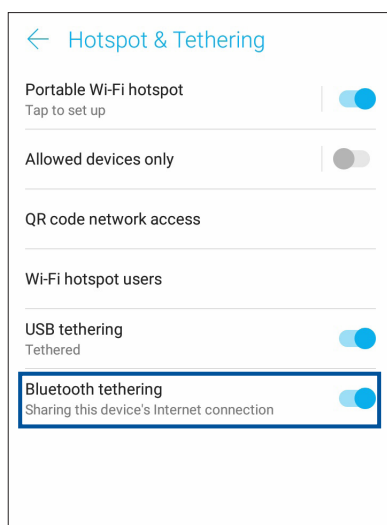 Hotspot & Tethering
Portable Wi-Fi hotspot
Tap to set up
Allowed devices only
QR code network access
Wi-Fi hotspot users
USB tethering
Tethered
Bluetooth tethering
Sharing this device's Internet connection